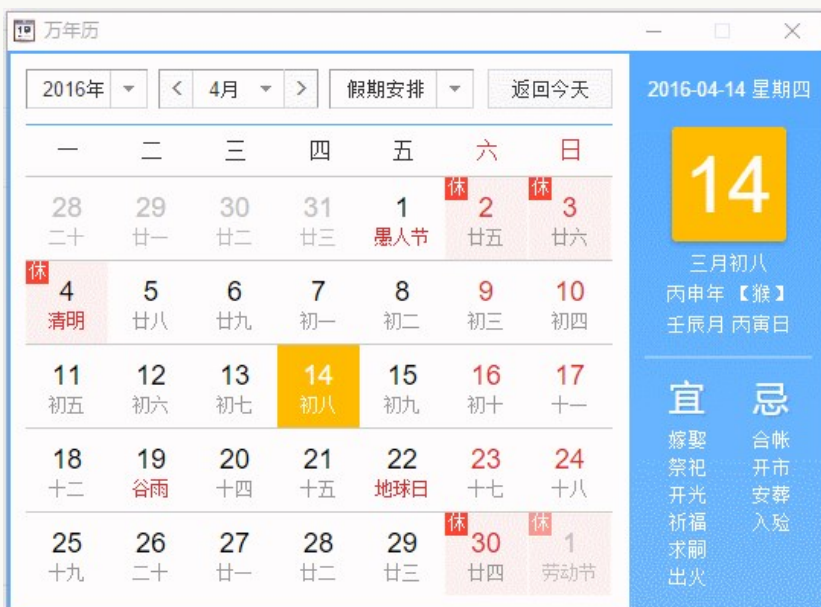 万年历
2016年 < 4月 > 假期安排 返回今天
一 二 三 四 五 六 日
28 29 30 31 1 休 2 休 3
二十 廿一 廿二 廿三 愚人节 廿五 廿六
休 4 5 6 7 8 9 10
清明 廿八 廿九 初一 初二 初三 初四
11 12 13 14 15 16 17
初五 初六 初七 初八 初九 初十 十一
18 19 20 21 22 23 24
十二 谷雨 十四 十五 地球日 十七 十八
25 26 27 28 29 休 30 休 1
十九 二十 廿一 廿二 廿三 廿四 劳动节
2016-04-14 星期四
14
三月初八
丙申年【猴】
壬辰月 丙寅日
宜 忌
嫁娶 合帐
祭祀 开市
开光 安葬
祈福 入殓
求嗣
出火